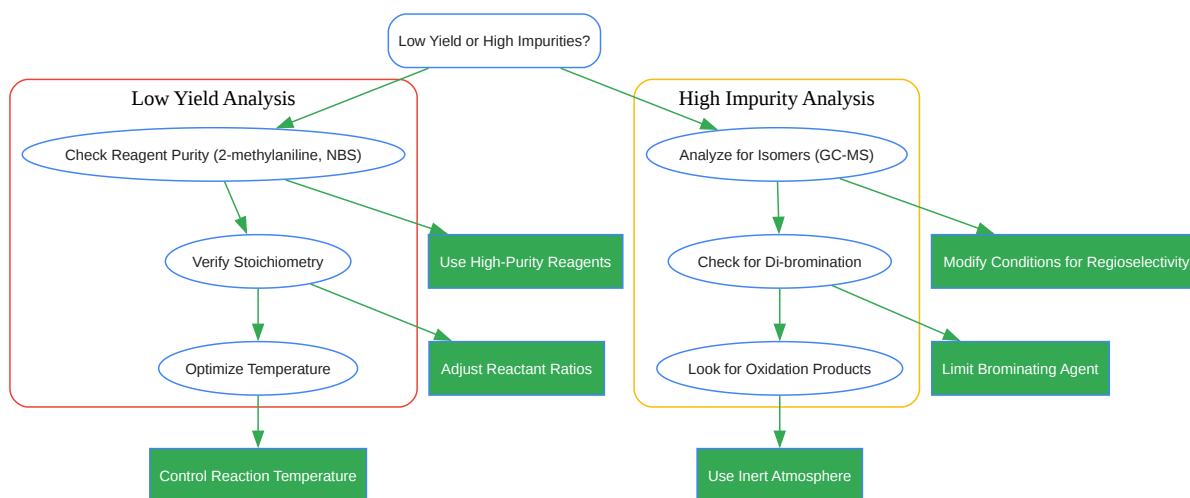 Low Yield or High Impurities?
Low Yield Analysis
High Impurity Analysis
Check Reagent Purity (2-methylaniline, NBS)
Analyze for Isomers (GC-MS)
Verify Stoichiometry
Use High-Purity Reagents
Check for Di-bromination
Modify Conditions for Regioselectivity
Optimize Temperature
Adjust Reactant Ratios
Look for Oxidation Products
Limit Brominating Agent
Control Reaction Temperature
Use Inert Atmosphere